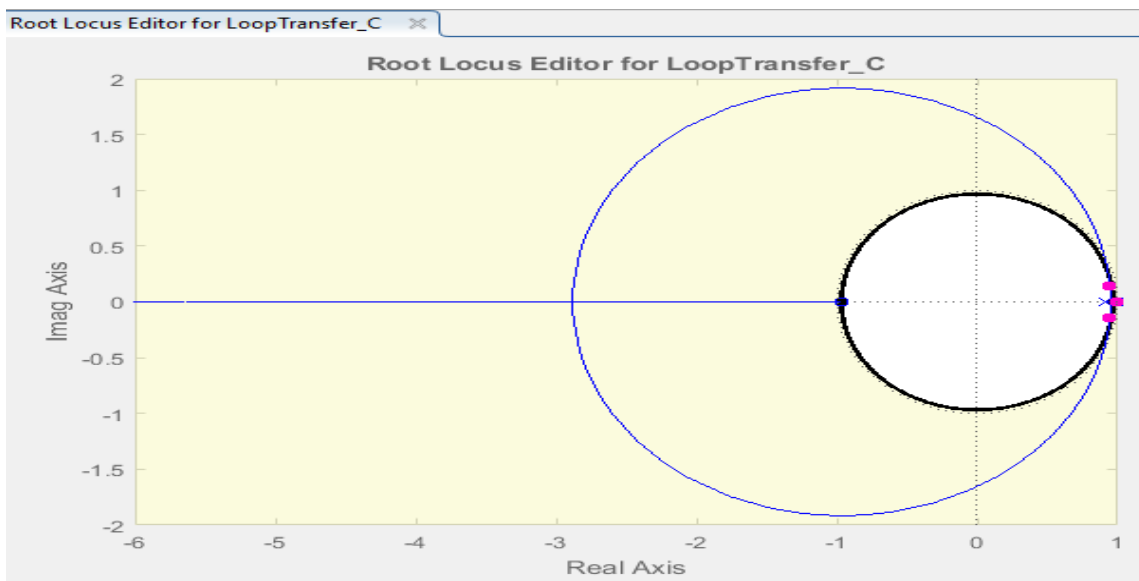 Root Locus Editor for LoopTransfer_C
Root Locus Editor for LoopTransfer_C
2
1.5
1
0.5
0
-0.5
-1
-1.5
-2
Imag Axis
-6 -5 -4 -3 -2 -1 0 1
Real Axis